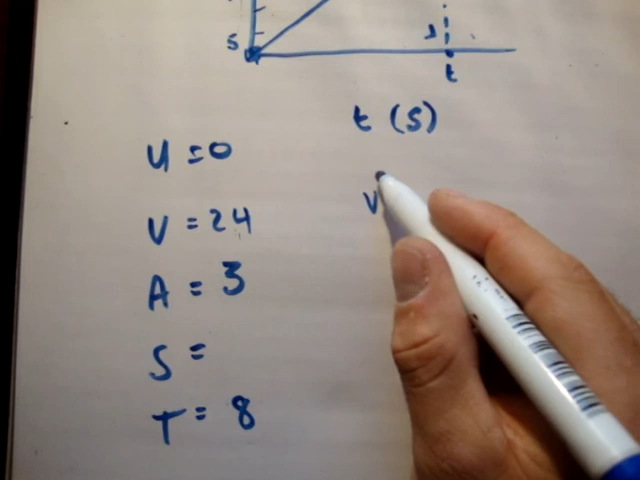 S
t
t (s)
u = 0
v = 24
A = 3
S =
T = 8
v